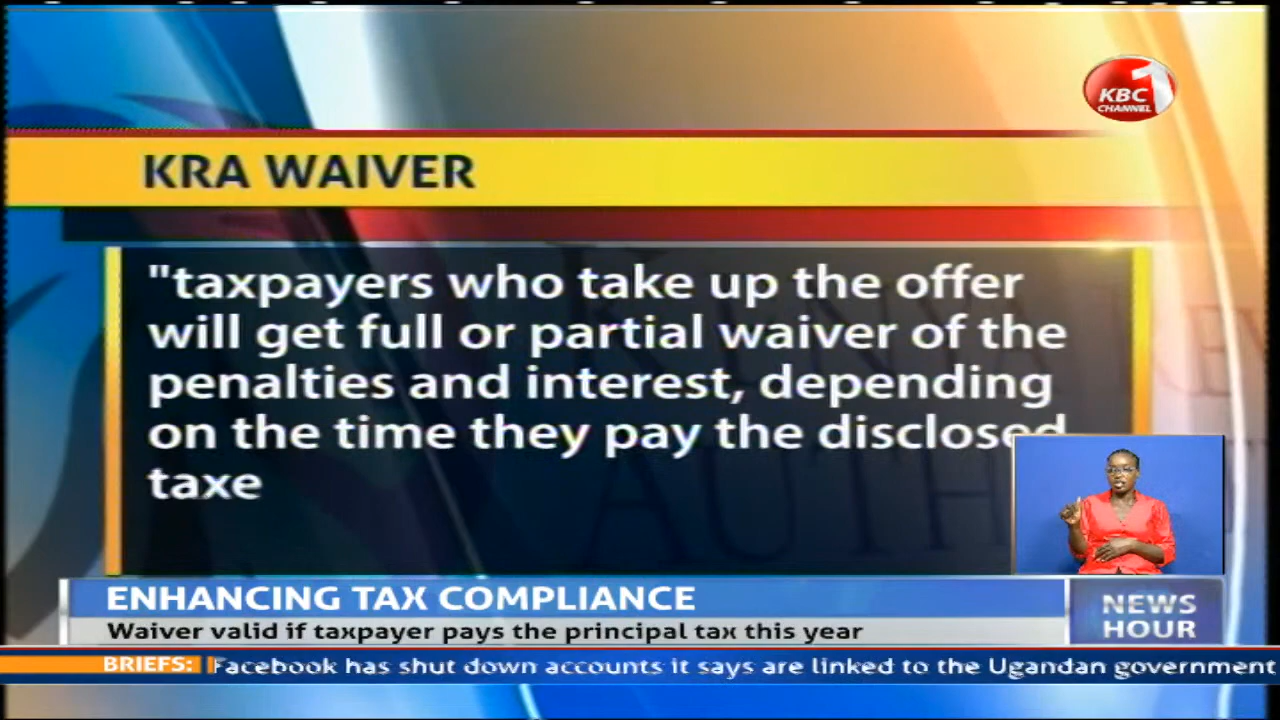 KBC 1
CHANNEL
KRA WAIVER
"taxpayers who take up the offer
will get full or partial waiver of the
penalties and interest, depending
on the time they pay the disclosed
taxe
ENHANCING TAX COMPLIANCE
Waiver valid if taxpayer pays the principal tax this year
NEWS
HOUR
BRIEFS: Facebook has shut down accounts it says are linked to the Ugandan government